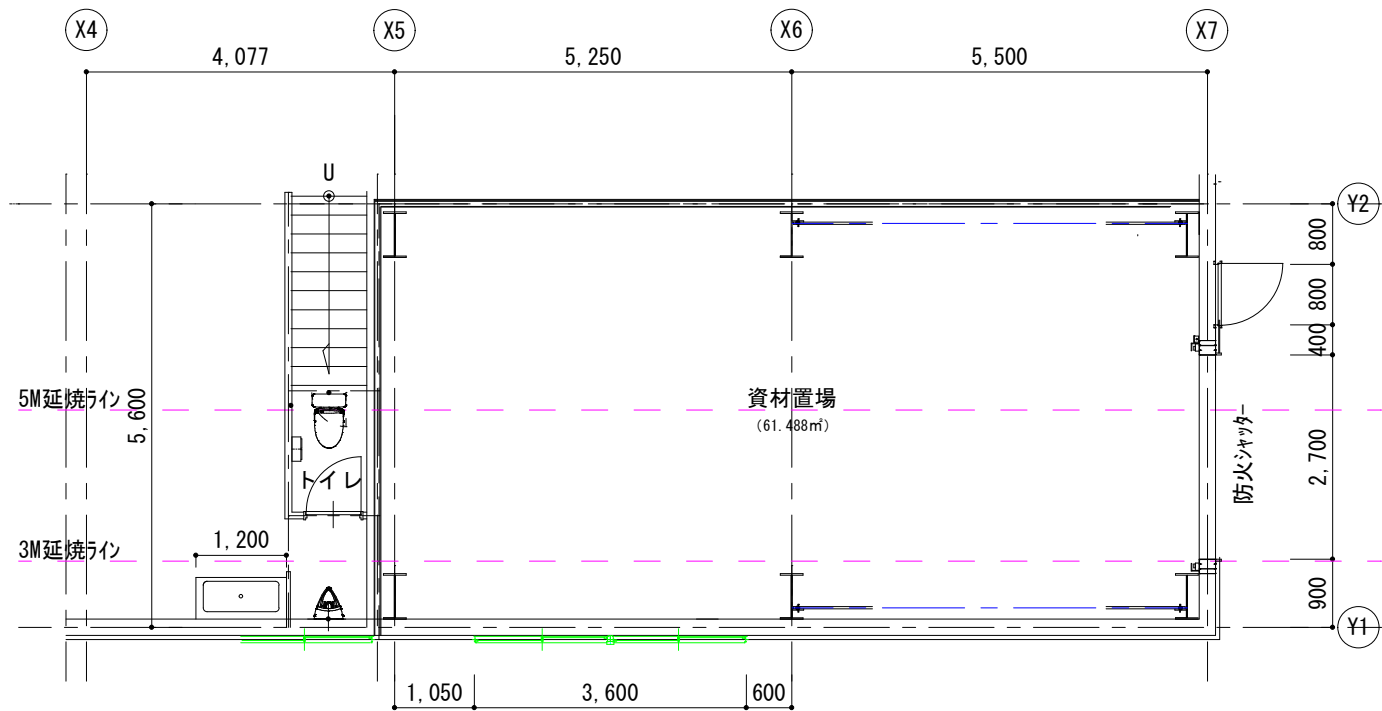 X4
X5
X6
X7
4,077
5,250
5,500
U
Y2
800
800
400
5M延焼ライン
5,600
資材置場
(61.488㎡)
防火シャッター
2,700
トイレ
3M延焼ライン
1,200
900
Y1
1,050
3,600
600